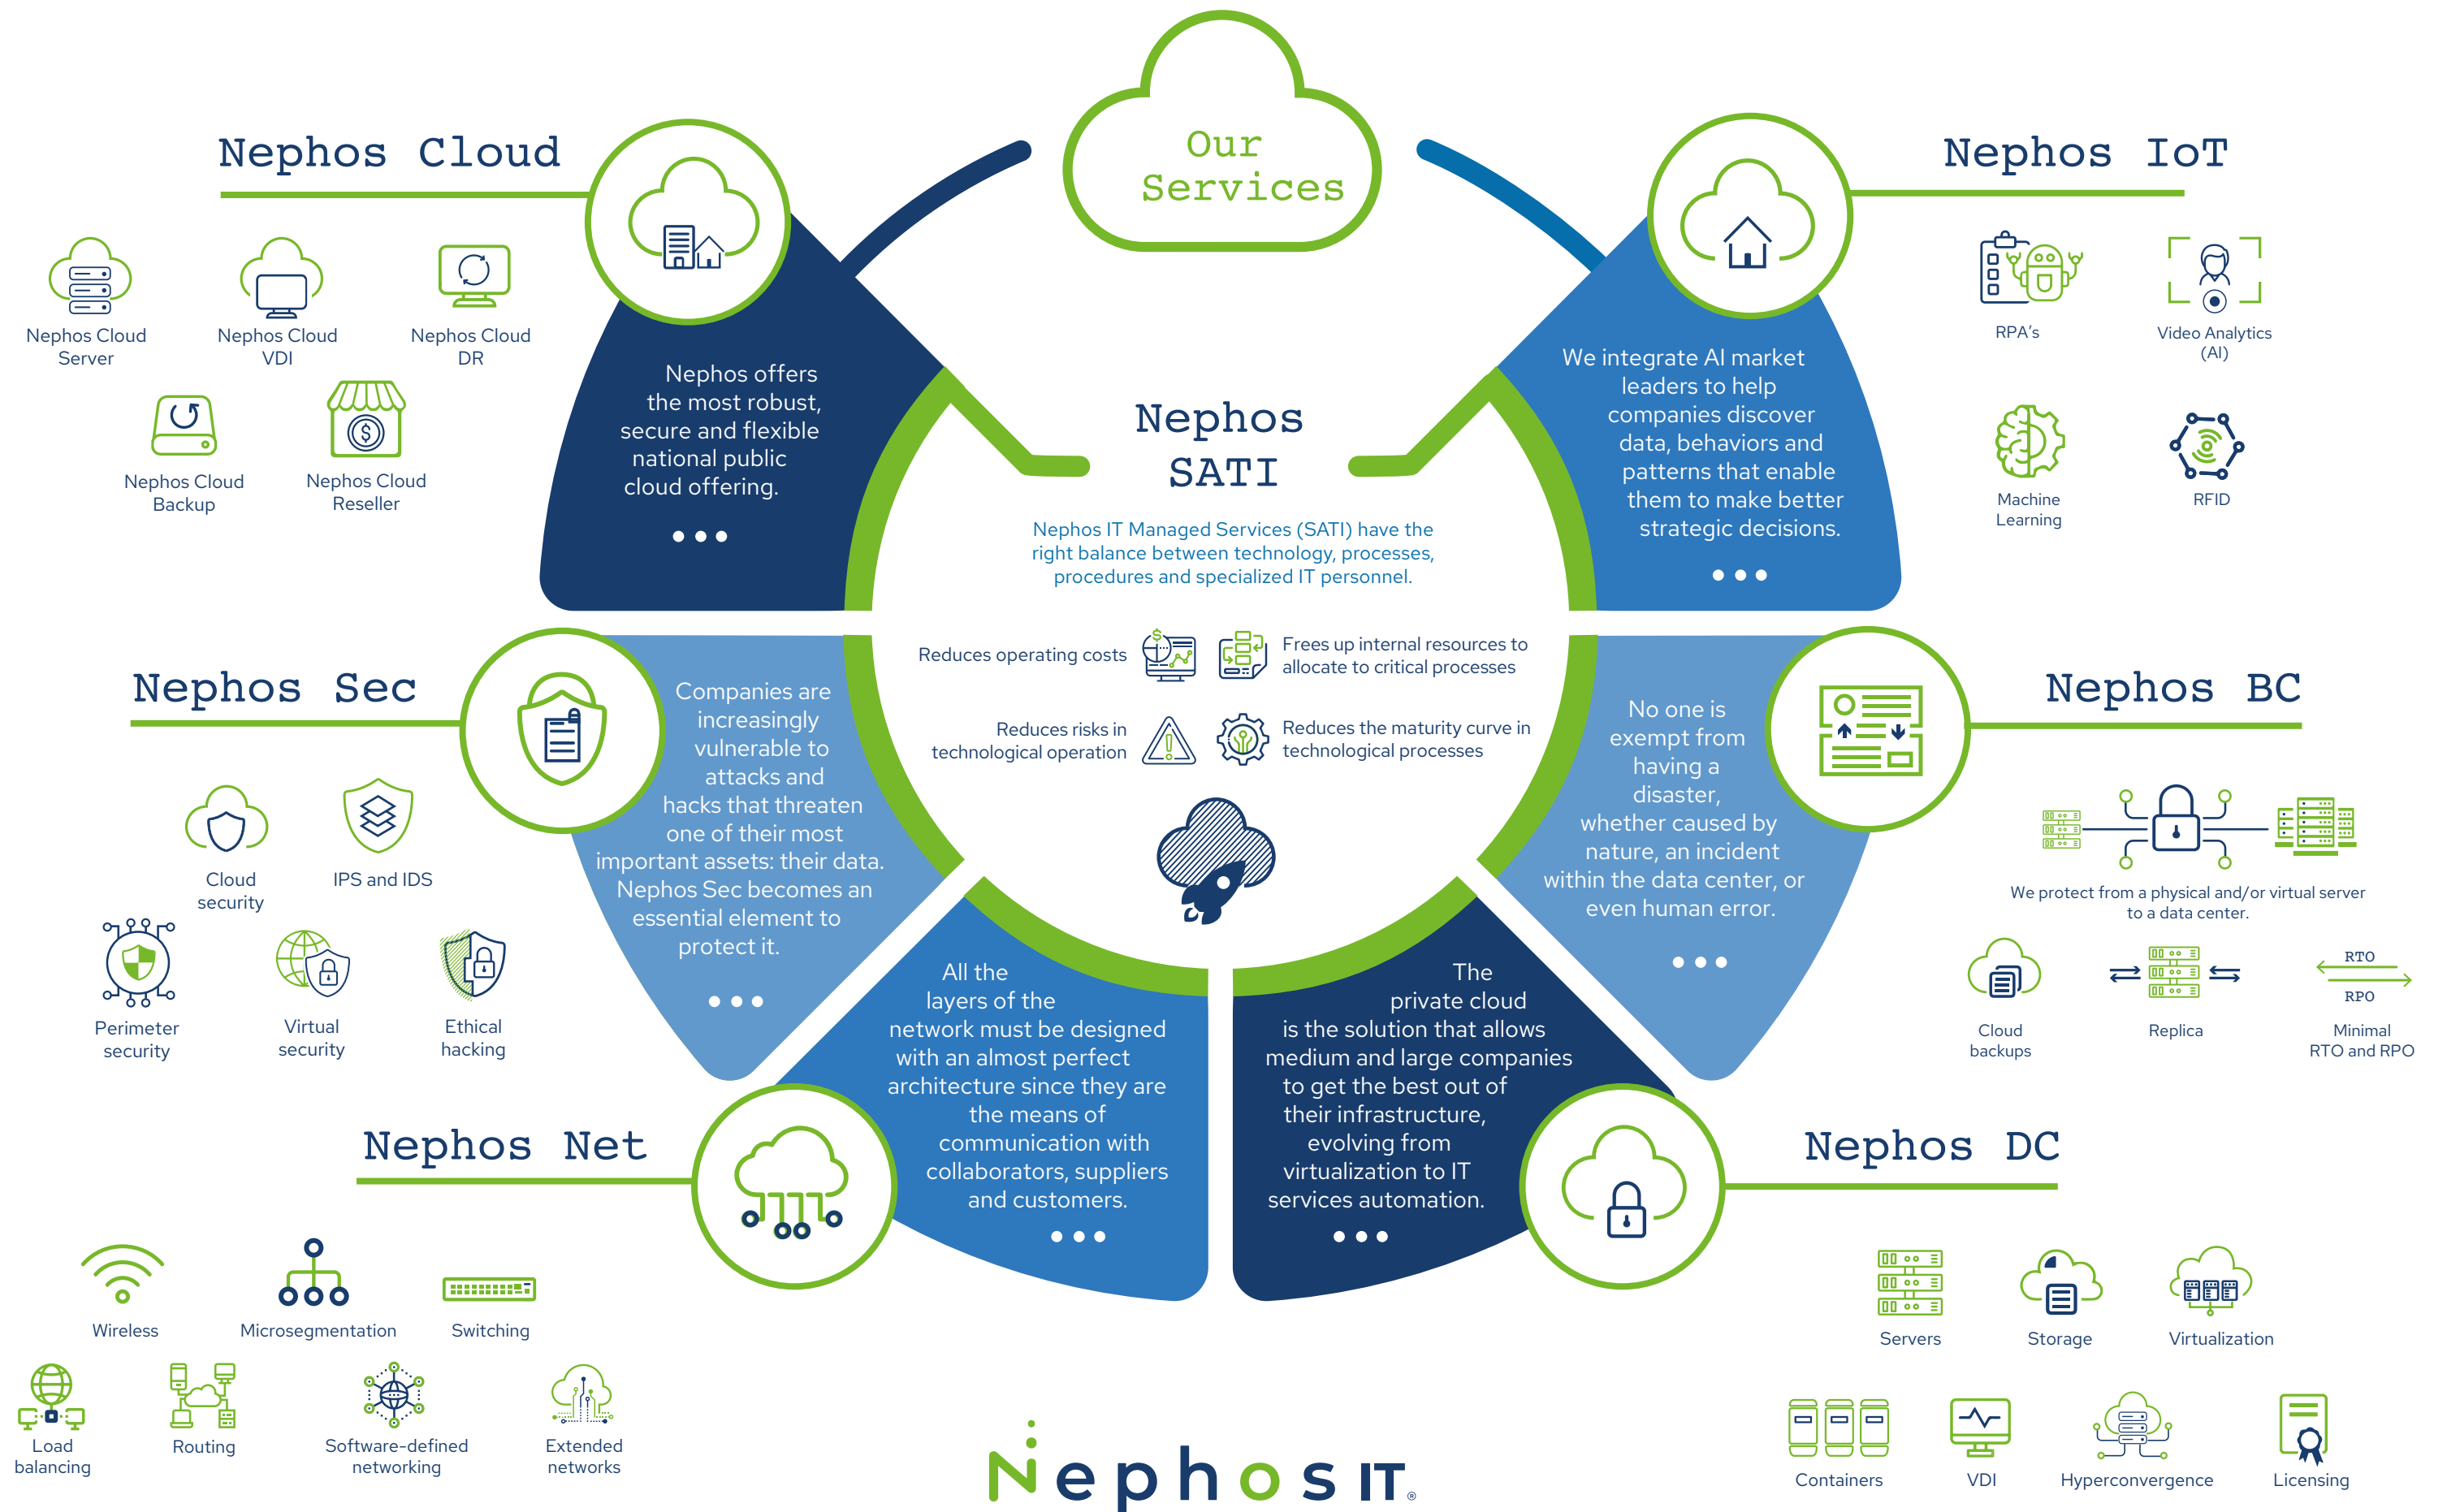 Our
Services
Nephos Cloud
Nephos Cloud
Server
Nephos Cloud
VDI
Nephos Cloud
DR
Nephos Cloud
Backup
Nephos Cloud
Reseller
$
Nephos offers
the most robust,
secure and flexible
national public
cloud offering.
Nephos IoT
RPA's
Video Analytics
(AI)
Machine
Learning
RFID
We integrate AI market
leaders to help
companies discover
data, behaviors and
patterns that enable
them to make better
strategic decisions.
Nephos
SATI
Nephos IT Managed Services (SATI) have the
right balance between technology, processes,
procedures and specialized IT personnel.
Reduces operating costs
$
Frees up internal resources to
allocate to critical processes
Reduces risks in
technological operation
Reduces the maturity curve in
technological processes
Nephos Sec
Cloud
security
IPS and IDS
Perimeter
security
Virtual
security
Ethical
hacking
Companies are
increasingly
vulnerable to
attacks and
hacks that threaten
one of their most
important assets: their data.
Nephos Sec becomes an
essential element to
protect it.
Nephos BC
No one is
exempt from
having a
disaster,
whether caused by
nature, an incident
within the data center, or
even human error.
We protect from a physical and/or virtual server
to a data center.
Cloud
backups
Replica
RTO
RPO
Minimal
RTO and RPO
Nephos Net
All the
layers of the
network must be designed
with an almost perfect
architecture since they are
the means of
communication with
collaborators, suppliers
and customers.
Wireless
Microsegmentation
Switching
Load
balancing
Routing
Software-defined
networking
Extended
networks
Nephos DC
The
private cloud
is the solution that allows
medium and large companies
to get the best out of
their infrastructure,
evolving from
virtualization to IT
services automation.
Servers
Storage
Virtualization
Containers
VDI
Hyperconvergence
Licensing
Nephos IT®